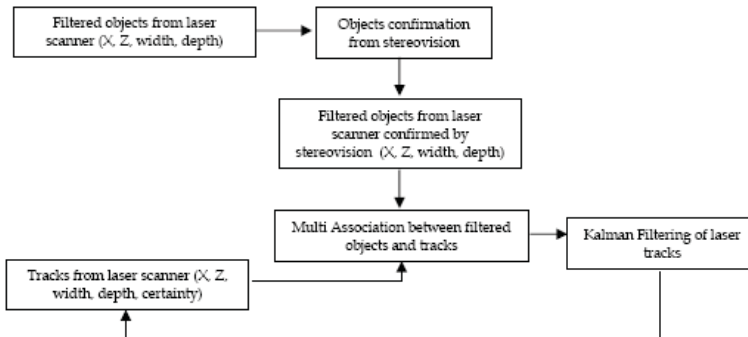 Filtered objects from laser
scanner (X, Z, width, depth)
Objects confirmation
from stereovision
Filtered objects from laser
scanner confirmed by
stereovision (X, Z, width, depth)
Multi Association between filtered
objects and tracks
Kalman Filtering of laser
tracks
Tracks from laser scanner (X, Z,
width, depth, certainty)